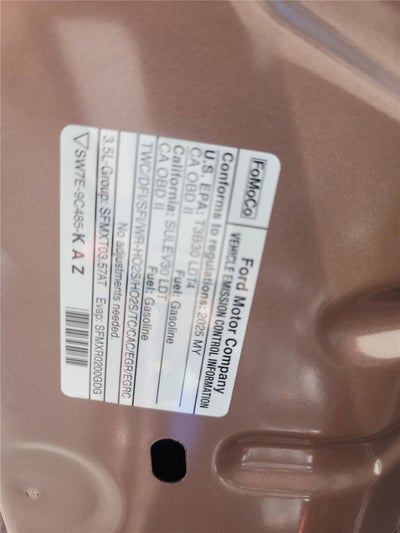 FoMoCo
Ford Motor Company
VEHICLE EMISSION CONTROL INFORMATION
Conforms to regulations: 2025 MY
U.S. EPA: T3B30 LDT4
CA OBD II Fuel: Gasoline
California: SULEV30 LDT
CA OBD II Fuel: Gasoline
TWC/DFI/SFI/WR-HO2S/HO2S/TC/CAC/EGR/EGRC
No adjustments needed.
3.5L-Group: SFMXT03.57AT Evap: SFMXR0200GDG
SW7E-9C485-KAZ